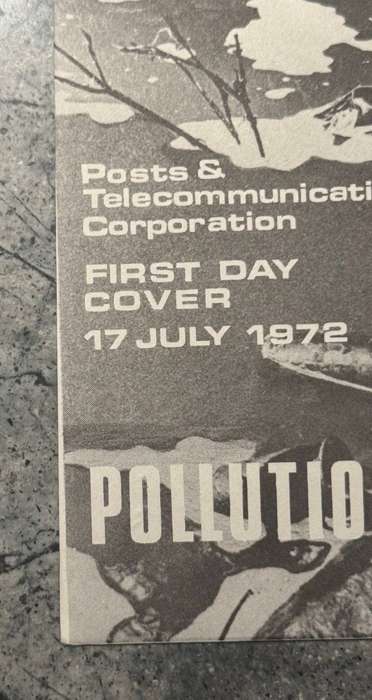 Posts &
Telecommunicati
Corporation
FIRST DAY
COVER
17 JULY 1972
POLLUTIO